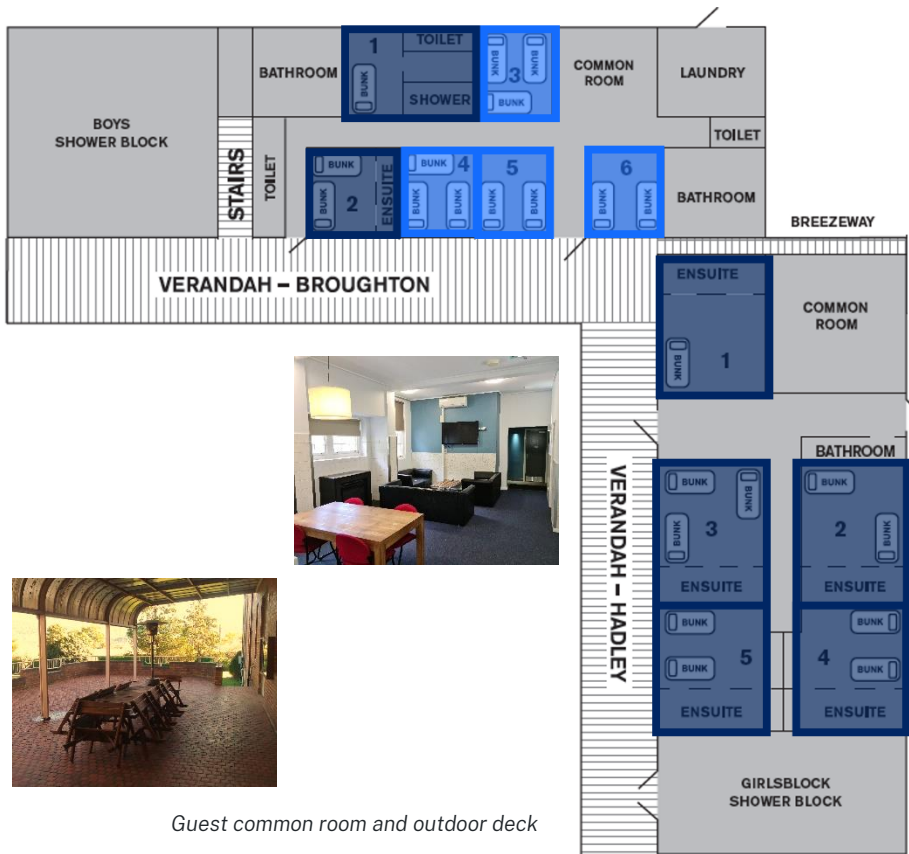 BOYS
SHOWER BLOCK
STAIRS
BATHROOM
1
BUNK
TOILET
SHOWER
BUNK
BUNK
3
BUNK
COMMON
ROOM
LAUNDRY
TOILET
TOILET
BUNK
BUNK
2
ENSUITE
BUNK
4
BUNK
BUNK
5
BUNK
BUNK
6
BUNK
BUNK
BATHROOM
BREEZEWAY
VERANDAH – BROUGHTON
ENSUITE
BUNK
1
COMMON
ROOM
VERANDAH – HADLEY
BATHROOM
BUNK
BUNK
3
BUNK
ENSUITE
BUNK
2
BUNK
ENSUITE
BUNK
BUNK
5
ENSUITE
BUNK
4
BUNK
ENSUITE
GIRLSBLOCK
SHOWER BLOCK
Guest common room and outdoor deck